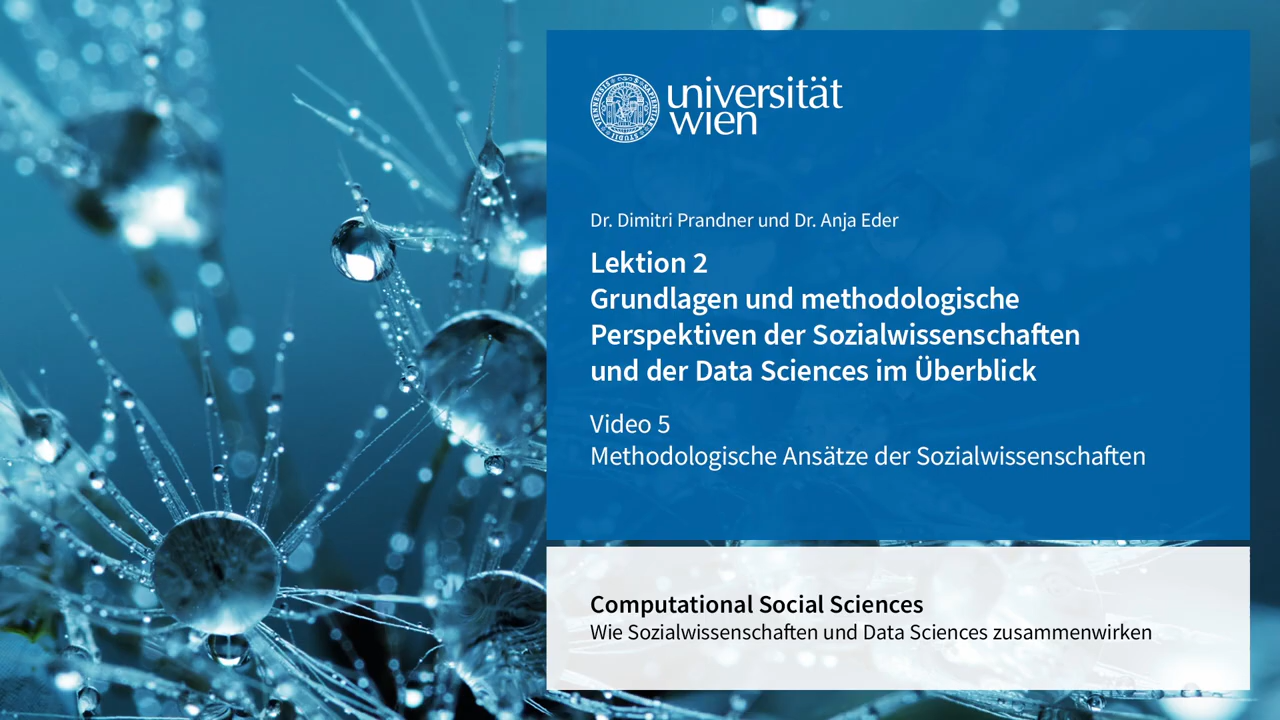 universität
wien
Dr. Dimitri Prandner und Dr. Anja Eder
Lektion 2
Grundlagen und methodologische
Perspektiven der Sozialwissenschaften
und der Data Sciences im Überblick
Video 5
Methodologische Ansätze der Sozialwissenschaften
Computational Social Sciences
Wie Sozialwissenschaften und Data Sciences zusammenwirken